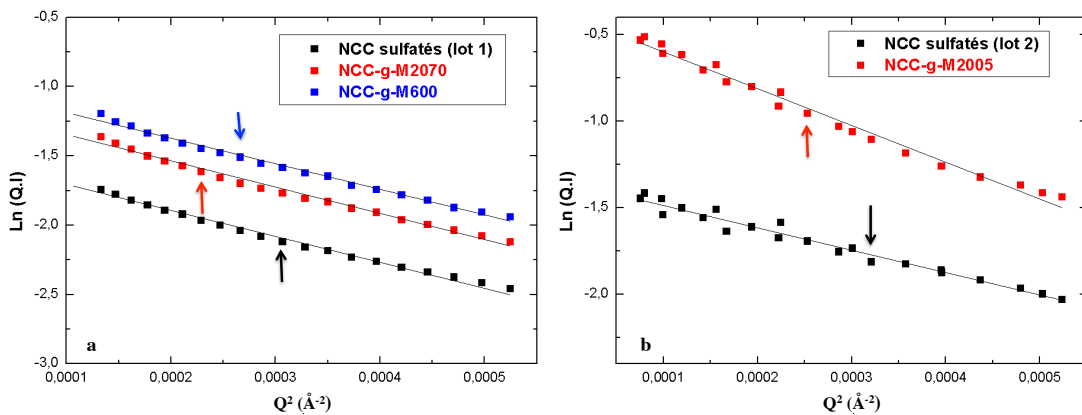 -0,5
-1,0
-1,5
-2,0
-2,5
-3,0
Ln (Q.I)
NCC sulfatés (lot 1)
NCC-g-M2070
NCC-g-M600
a
0,0001
0,0002
0,0003
0,0004
0,0005
Q² (Å⁻²)
-0,5
-1,0
-1,5
-2,0
Ln (Q.I)
NCC sulfatés (lot 2)
NCC-g-M2005
b
0,0001
0,0002
0,0003
0,0004
0,0005
Q² (Å⁻²)